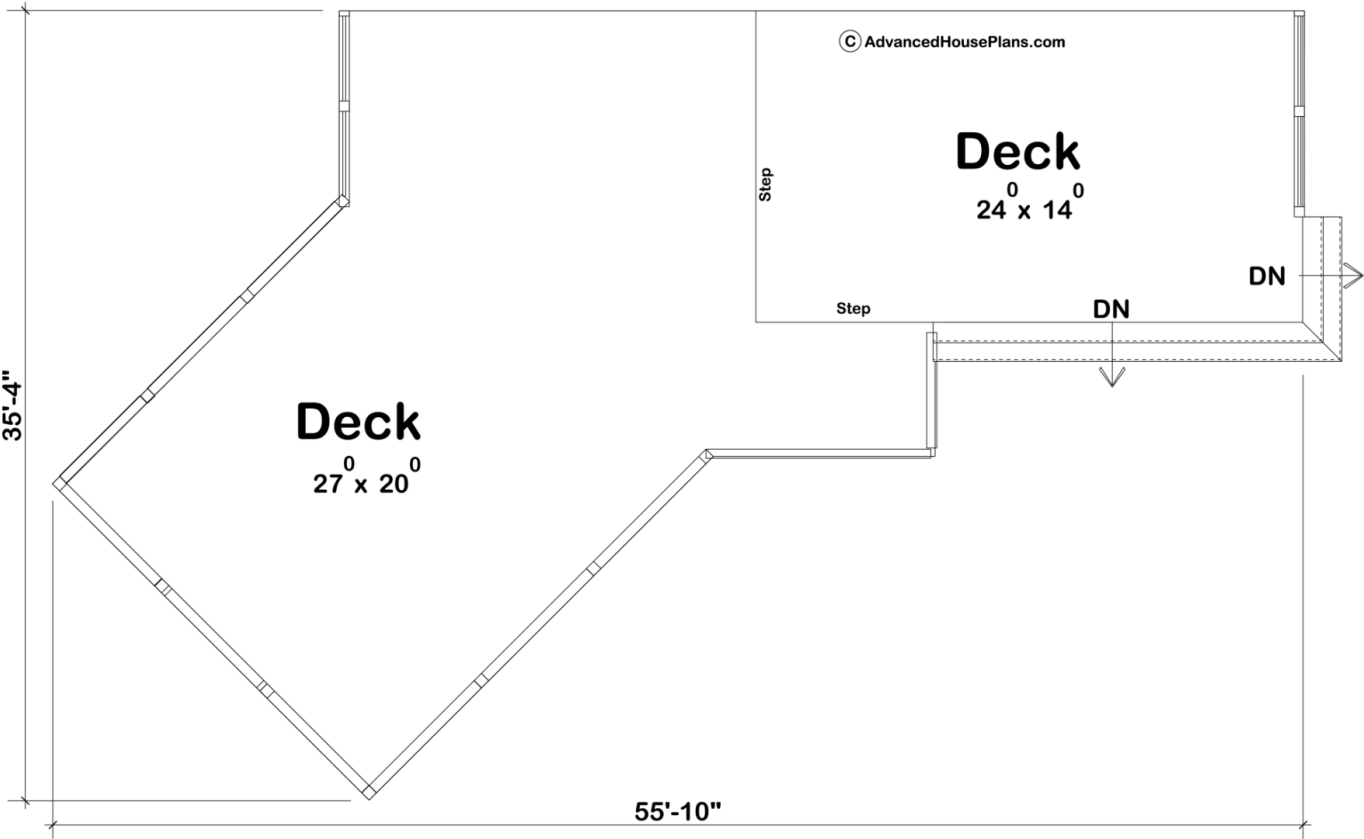 © AdvancedHousePlans.com
Deck
24⁰ x 14⁰
Step
DN
Step
DN
35'-4"
Deck
27⁰ x 20⁰
55'-10"